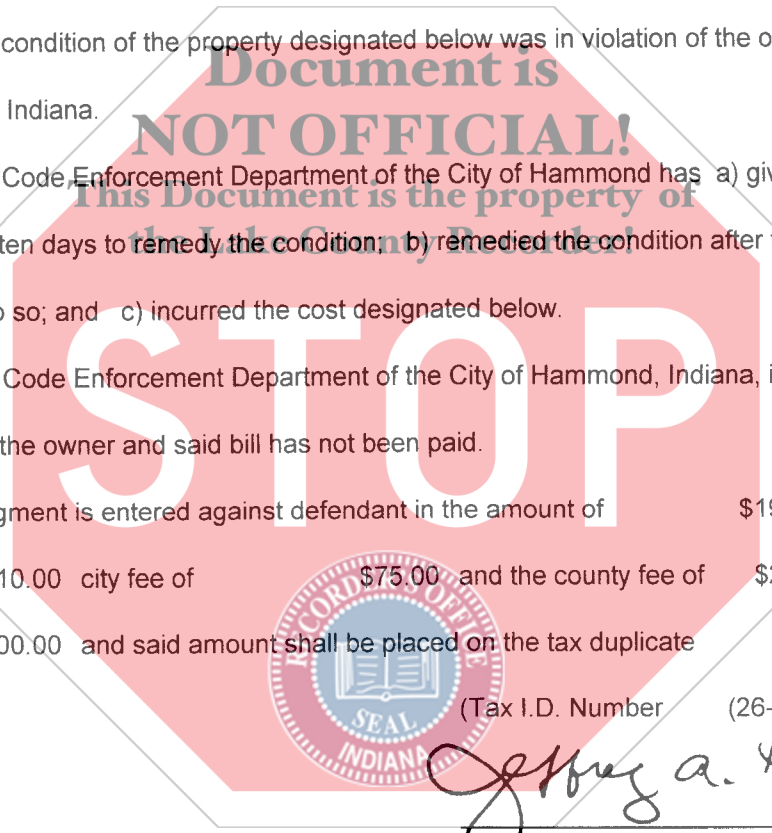 condition of the property designated below was in violation of the o
Document is
Indiana.
NOT OFFICIAL!
Code Enforcement Department of the City of Hammond has a) giv
This Document is the property of
ten days to remedy the condition; b) remedied the condition after
the Lake County Recorder!
o so; and c) incurred the cost designated below.
STOP
Code Enforcement Department of the City of Hammond, Indiana, i
the owner and said bill has not been paid.
gment is entered against defendant in the amount of $19
10.00 city fee of $75.00 and the county fee of $2
00.00 and said amount shall be placed on the tax duplicate
RECORDER'S OFFICE
SEAL
INDIANA
(Tax I.D. Number (26-
Jeffrey a.